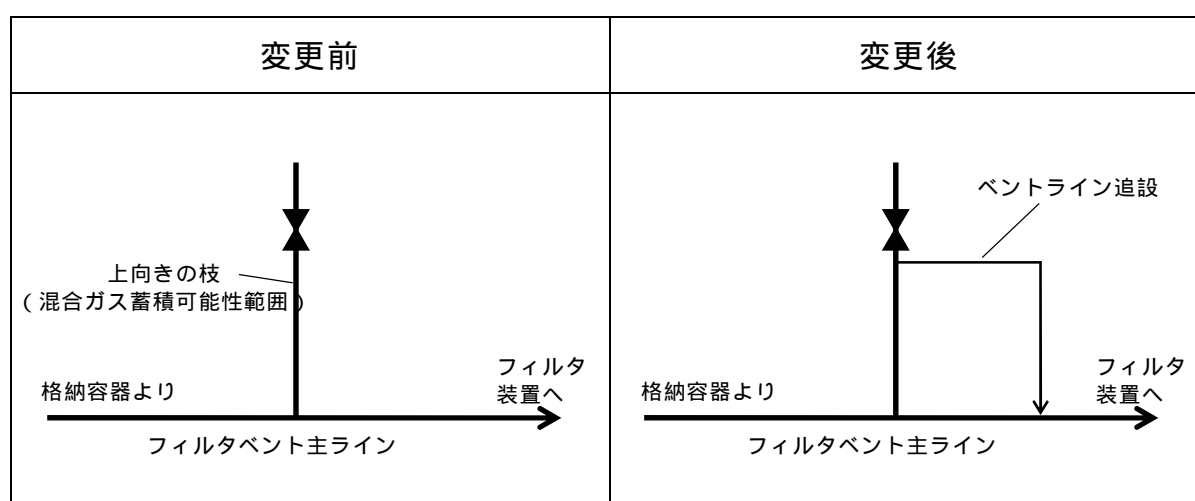 変更前
変更後
上向きの枝
(混合ガス蓄積可能性範囲)
格納容器より
フィルタ
装置へ
フィルタベント主ライン
ベントライン追設
格納容器より
フィルタ
装置へ
フィルタベント主ライン